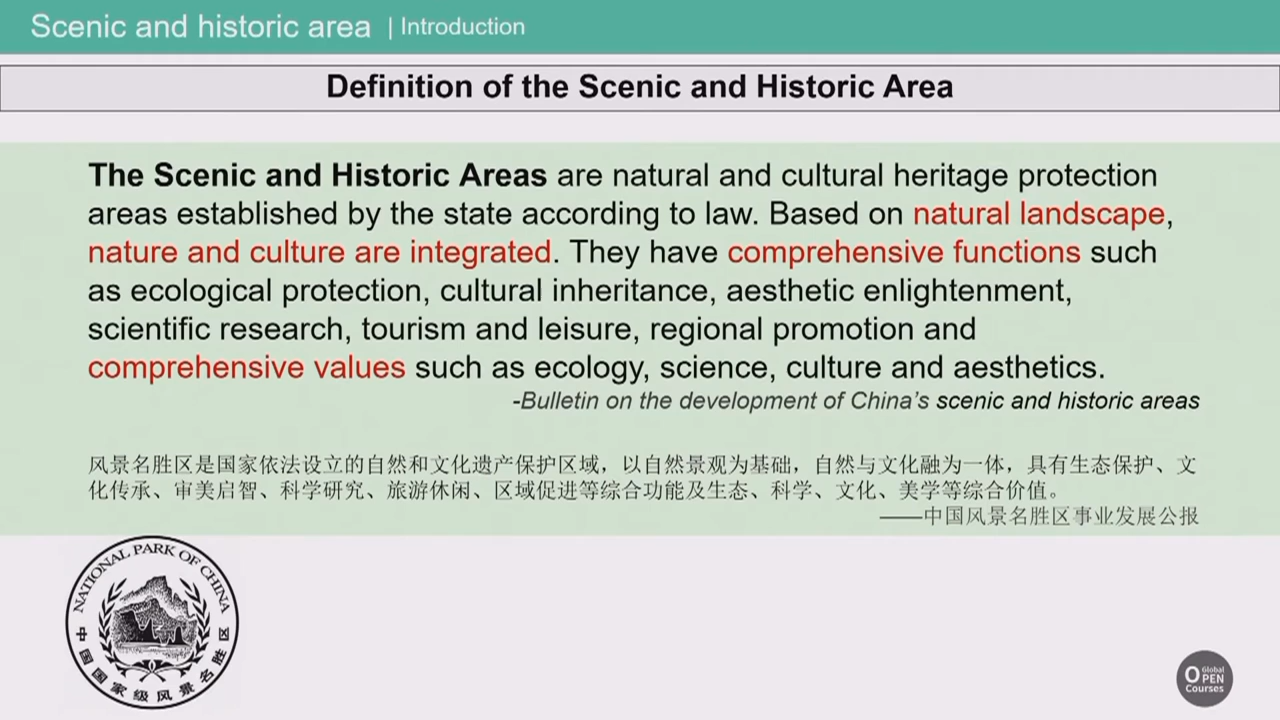 Scenic and historic area | Introduction
Definition of the Scenic and Historic Area
The Scenic and Historic Areas are natural and cultural heritage protection
areas established by the state according to law. Based on natural landscape,
nature and culture are integrated. They have comprehensive functions such
as ecological protection, cultural inheritance, aesthetic enlightenment,
scientific research, tourism and leisure, regional promotion and
comprehensive values such as ecology, science, culture and aesthetics.
-Bulletin on the development of China's scenic and historic areas
风景名胜区是国家依法设立的自然和文化遗产保护区域，以自然景观为基础，自然与文化融为一体，具有生态保护、文
化传承、审美启智、科学研究、旅游休闲、区域促进等综合功能及生态、科学、文化、美学等综合价值。
——中国风景名胜区事业发展公报
NATIONAL PARK OF CHINA
中国国家级风景名胜区
Global
OPEN
Courses